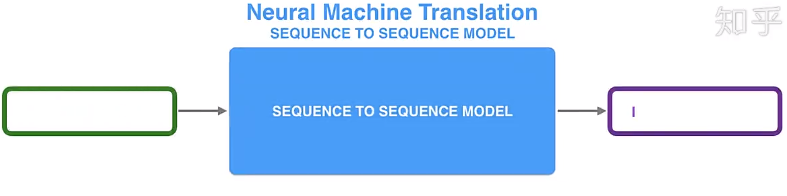 Neural Machine Translation
SEQUENCE TO SEQUENCE MODEL
知乎
SEQUENCE TO SEQUENCE MODEL
I